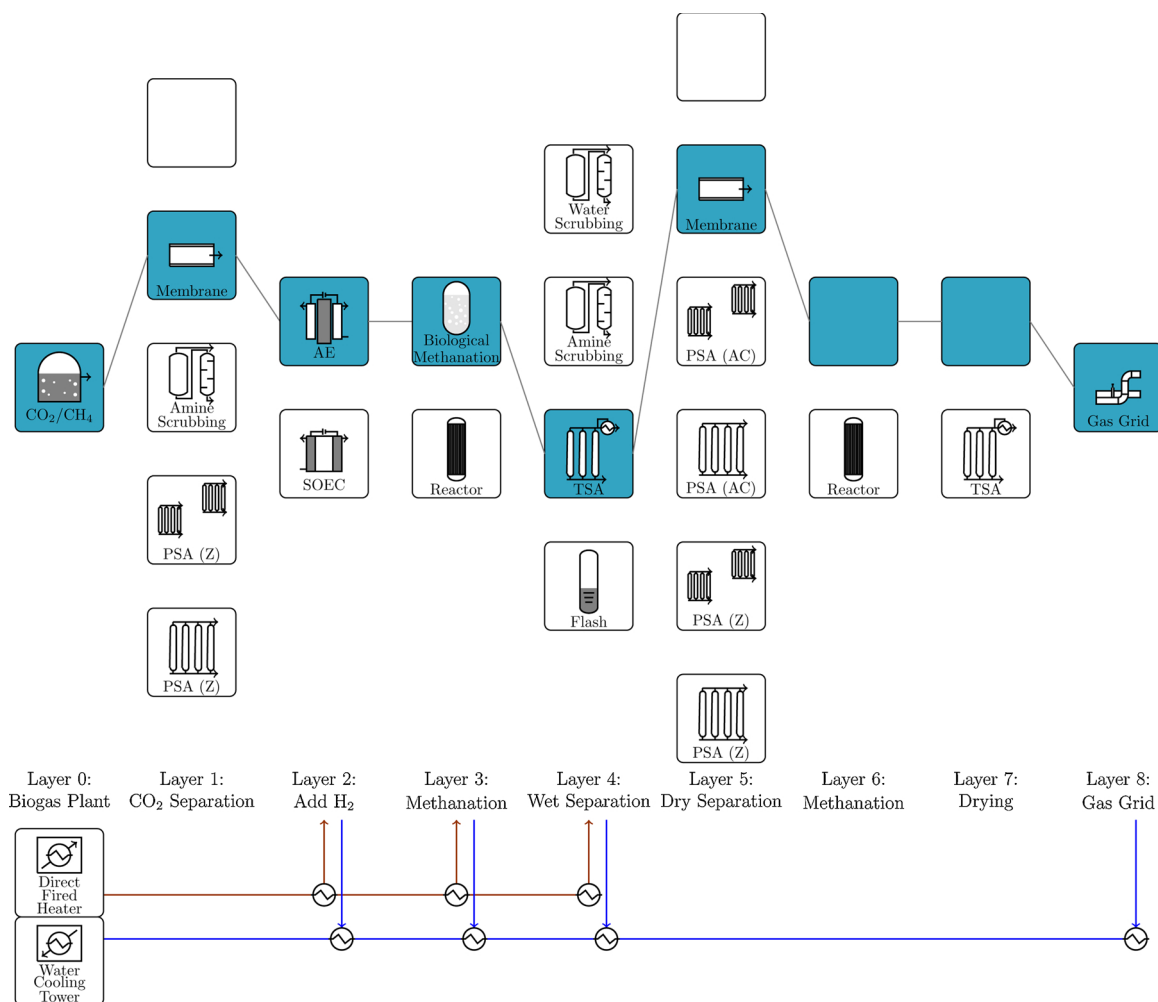 Water
Scrubbing
Membrane
Membrane
AE
Biological
Methanation
Amine
Scrubbing
PSA (AC)
CO₂/CH₄
Amine
Scrubbing
Gas Grid
SOEC
Reactor
TSA
PSA (AC)
Reactor
TSA
PSA (Z)
Flash
PSA (Z)
PSA (Z)
PSA (Z)
Layer 0:
Biogas Plant
Layer 1:
CO₂ Separation
Layer 2:
Add H₂
Layer 3:
Methanation
Layer 4:
Wet Separation
Layer 5:
Dry Separation
Layer 6:
Methanation
Layer 7:
Drying
Layer 8:
Gas Grid
Direct
Fired
Heater
Water
Cooling
Tower